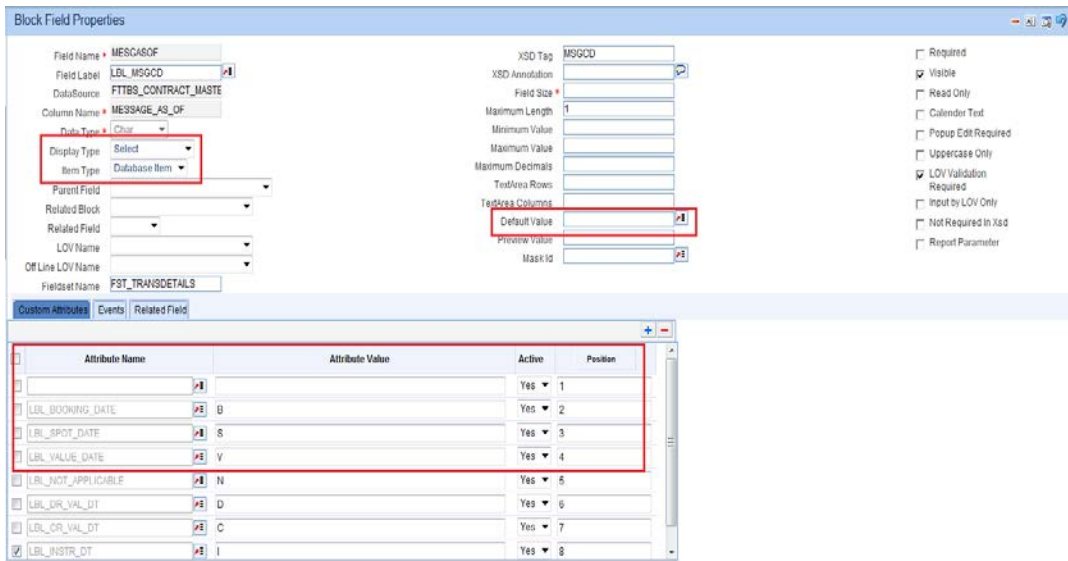 Block Field Properties
Field Name * MESCASOF
Field Label LBL_MSGCD
DataSource FTTBS_CONTRACT_MASTE
Column Name * MESSAGE_AS_OF
Data Type * Char
Display Type Select
Item Type Database Item
Parent Field
Related Block
Related Field
LOV Name
Off Line LOV Name
Fieldset Name FST_TRANSDETAILS
XSD Tag MSGCD
XSD Annotation
Field Size *
Maximum Length 1
Minimum Value
Maximum Value
Maximum Decimals
TextArea Rows
TextArea Columns
Default Value
Preview Value
Mask Id
Required
Visible
Read Only
Calender Text
Popup Edit Required
Uppercase Only
LOV Validation
Required
Input by LOV Only
Not Required In Xsd
Report Parameter
Custom Attributes Events Related Field
Attribute Name Attribute Value Active Position
Yes 1
LBL_BOOKING_DATE B Yes 2
LBL_SPOT_DATE S Yes 3
LBL_VALUE_DATE V Yes 4
LBL_NOT_APPLICABLE N Yes 5
LBL_DR_VAL_DT D Yes 6
LBL_CR_VAL_DT C Yes 7
LBL_INSTR_DT I Yes 8